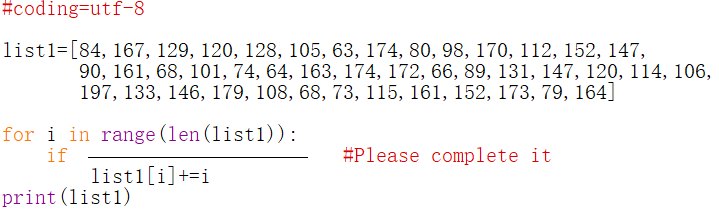 #coding=utf-8
list1=[84,167,129,120,128,105,63,174,80,98,170,112,152,147,
90,161,68,101,74,64,163,174,172,66,89,131,147,120,114,106,
197,133,146,179,108,68,73,115,161,152,173,79,164]
for i in range(len(list1)):
if #Please complete it
list1[i]+=i
print(list1)